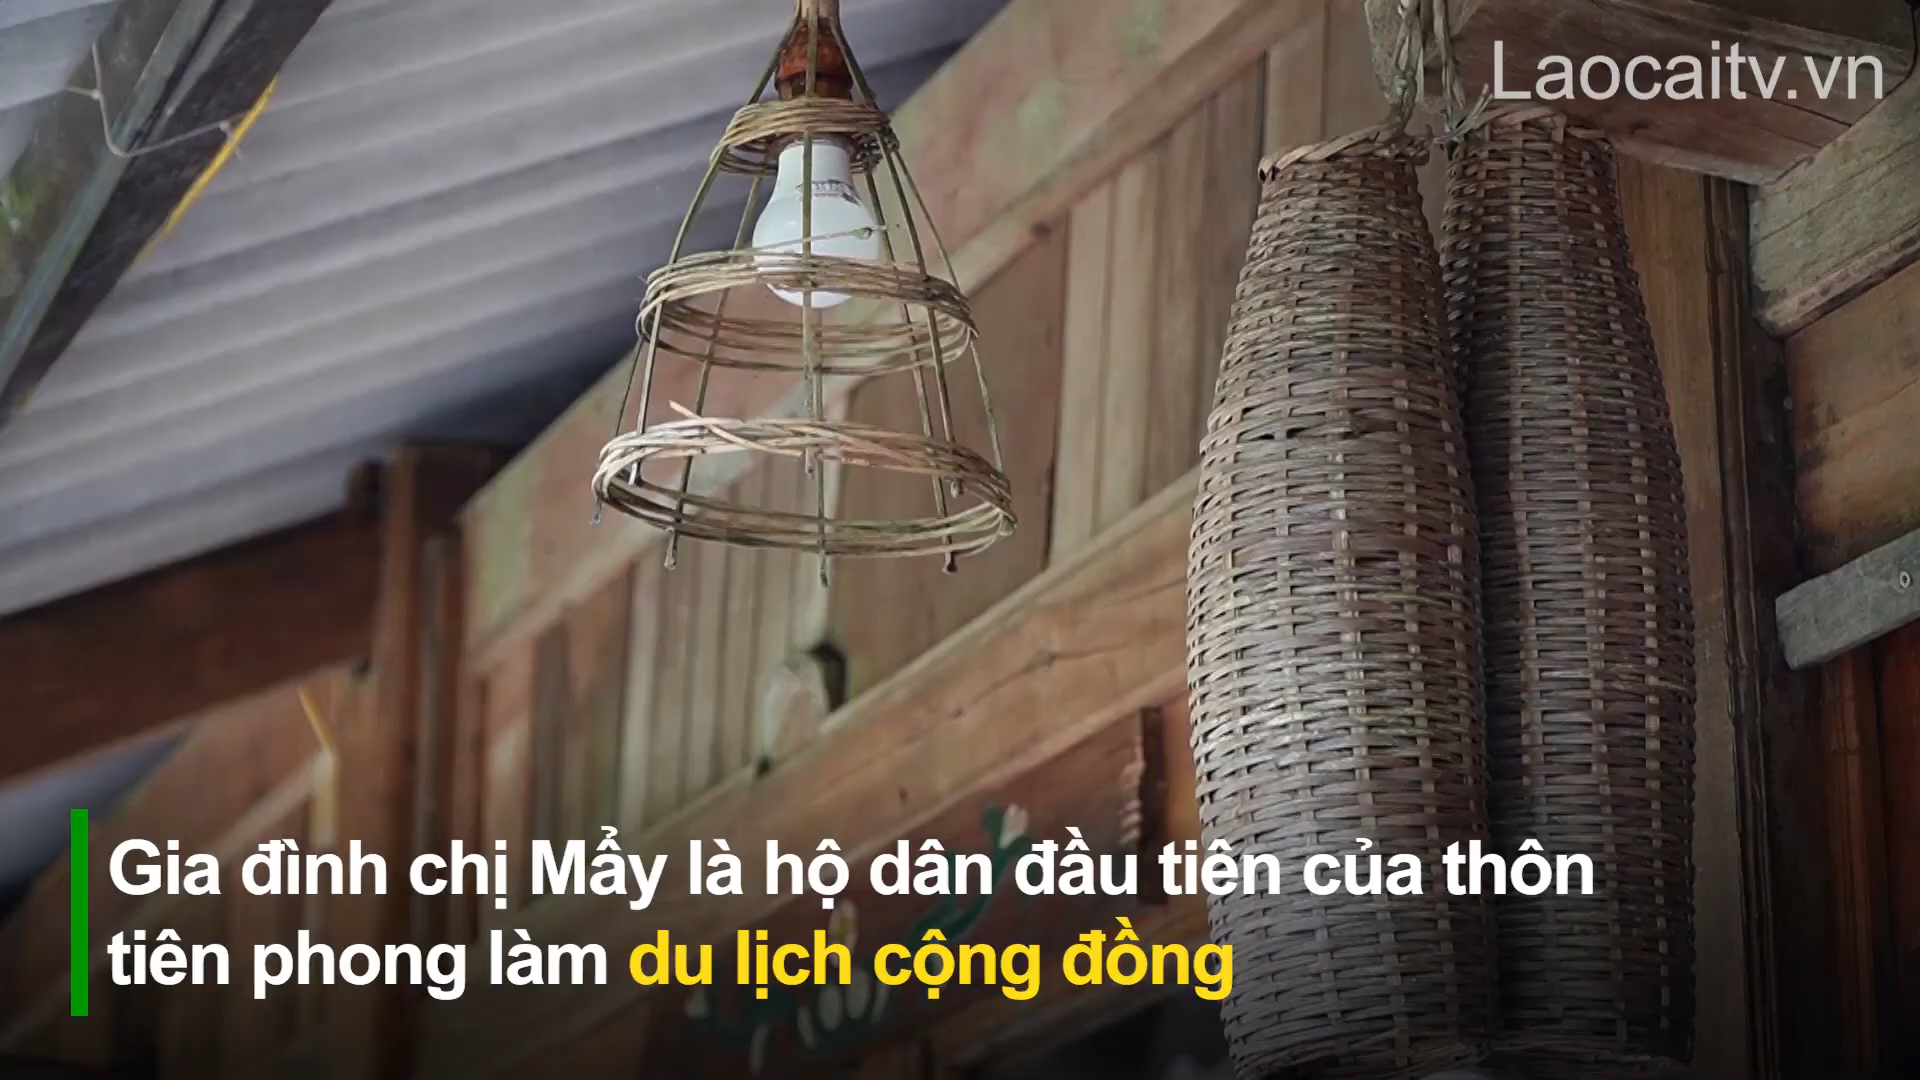 Laocaitv.vn
Gia đình chị Mẩy là hộ dân đầu tiên của thôn
tiên phong làm du lịch cộng đồng